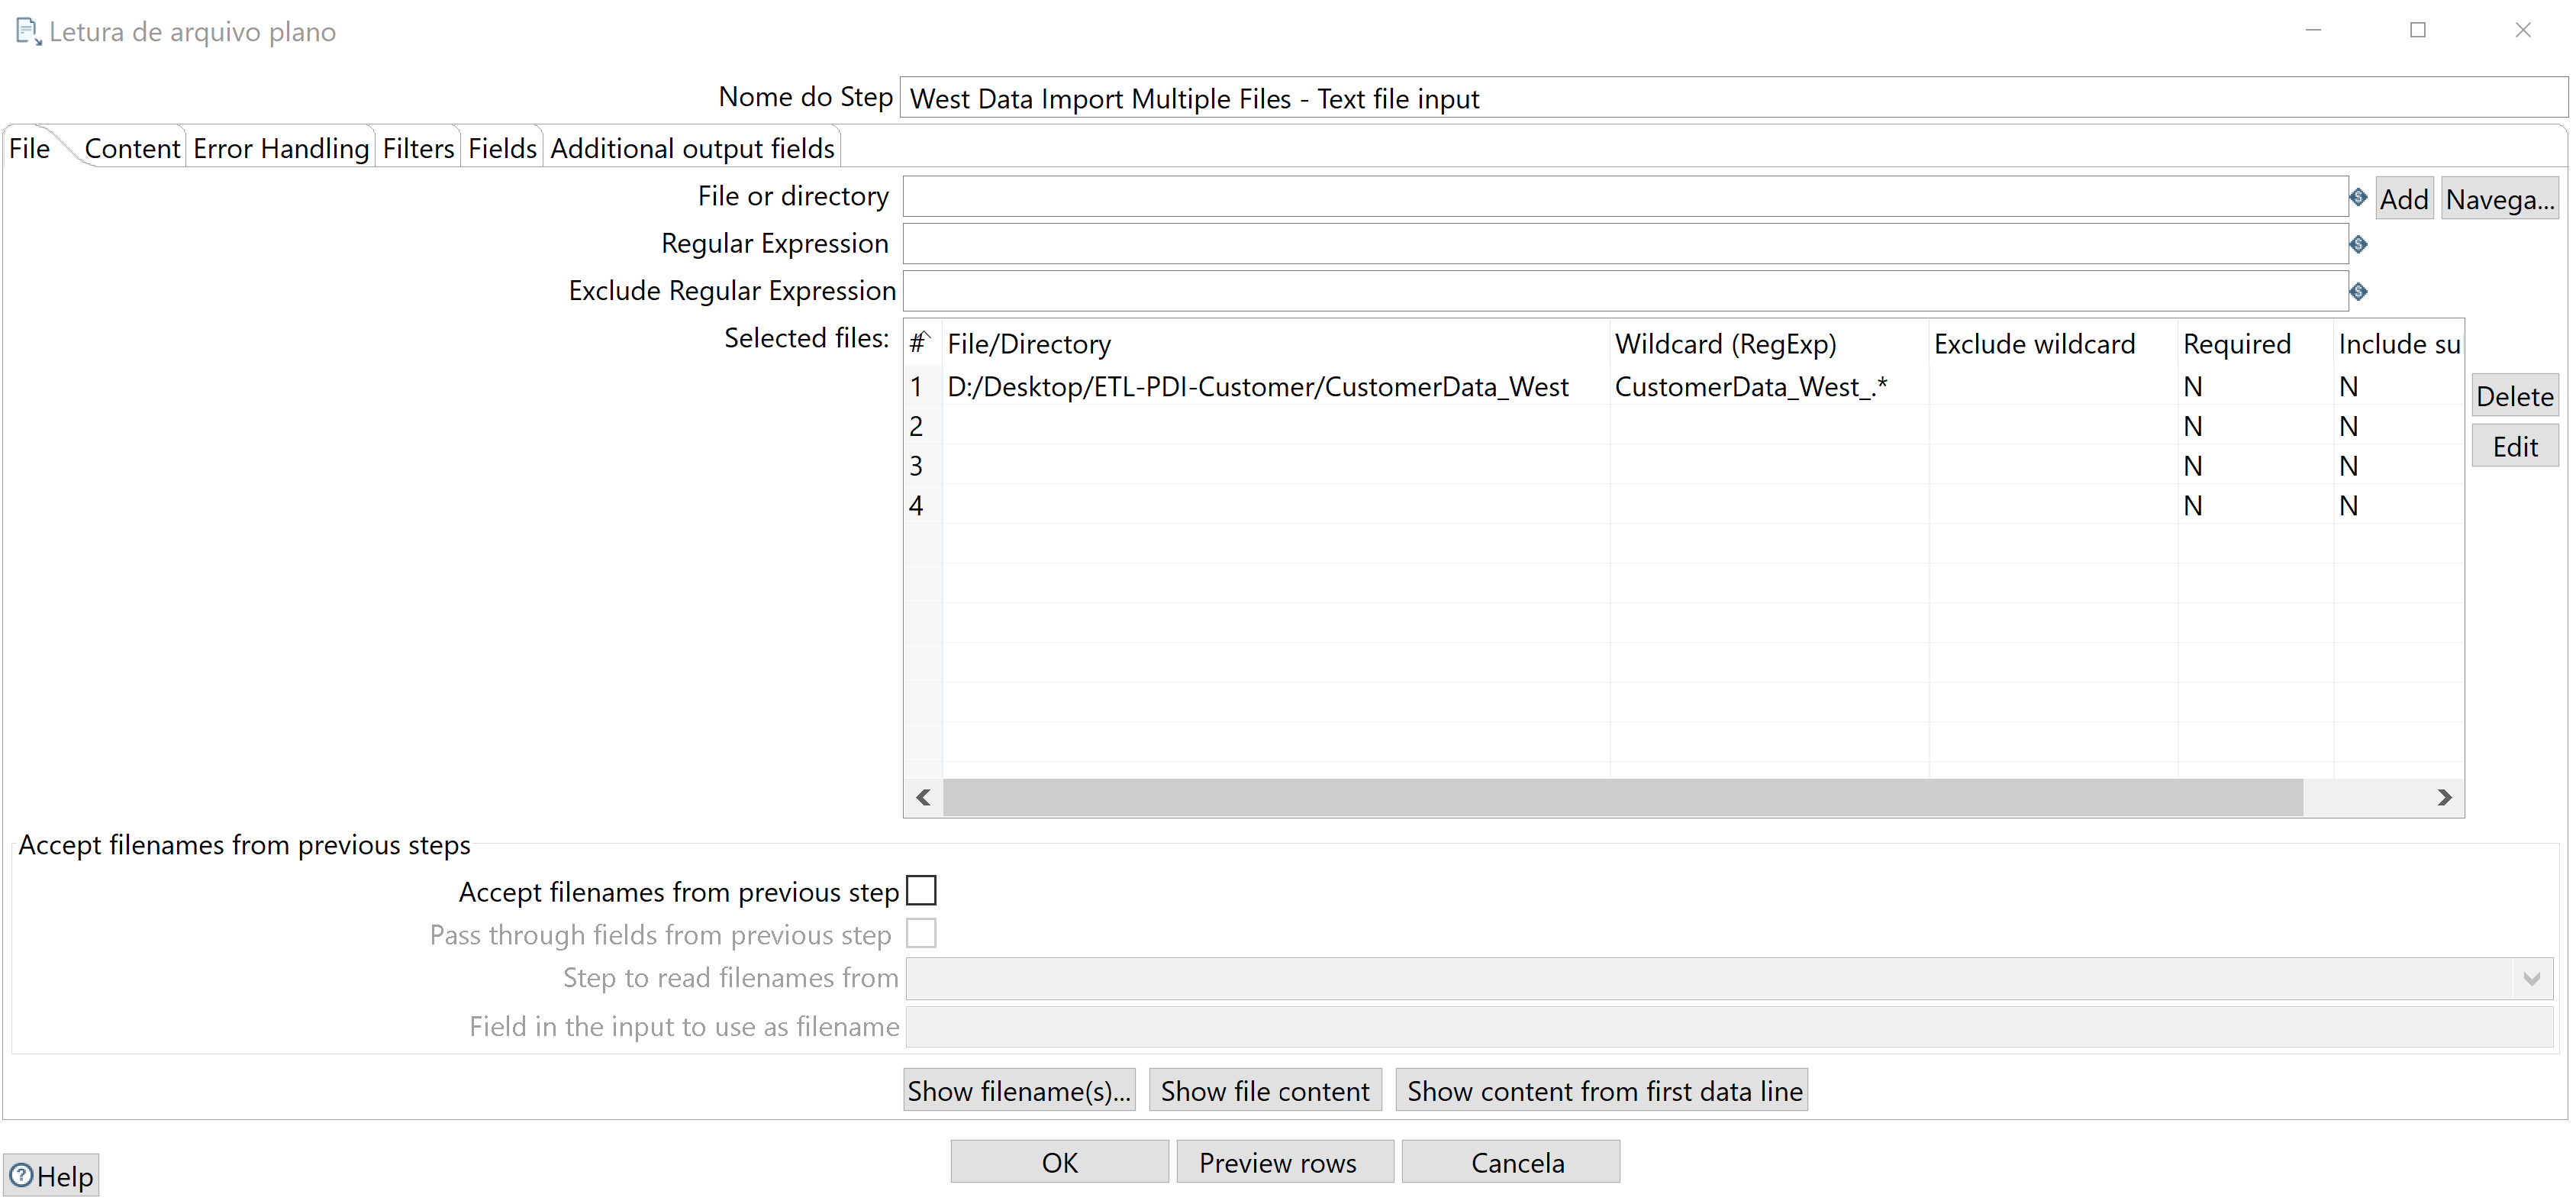 Letura de arquivo plano
Nome do Step West Data Import Multiple Files - Text file input
File Content Error Handling Filters Fields Additional output fields
File or directory Add Navega...
Regular Expression
Exclude Regular Expression
Selected files: # File/Directory Wildcard (RegExp) Exclude wildcard Required Include su
1 D:/Desktop/ETL-PDI-Customer/CustomerData_West CustomerData_West_.* N N
Delete
2 N N
Edit
3 N N
4 N N
Accept filenames from previous steps
Accept filenames from previous step
Pass through fields from previous step
Step to read filenames from
Field in the input to use as filename
Show filename(s)... Show file content Show content from first data line
OK Preview rows Cancela
Help